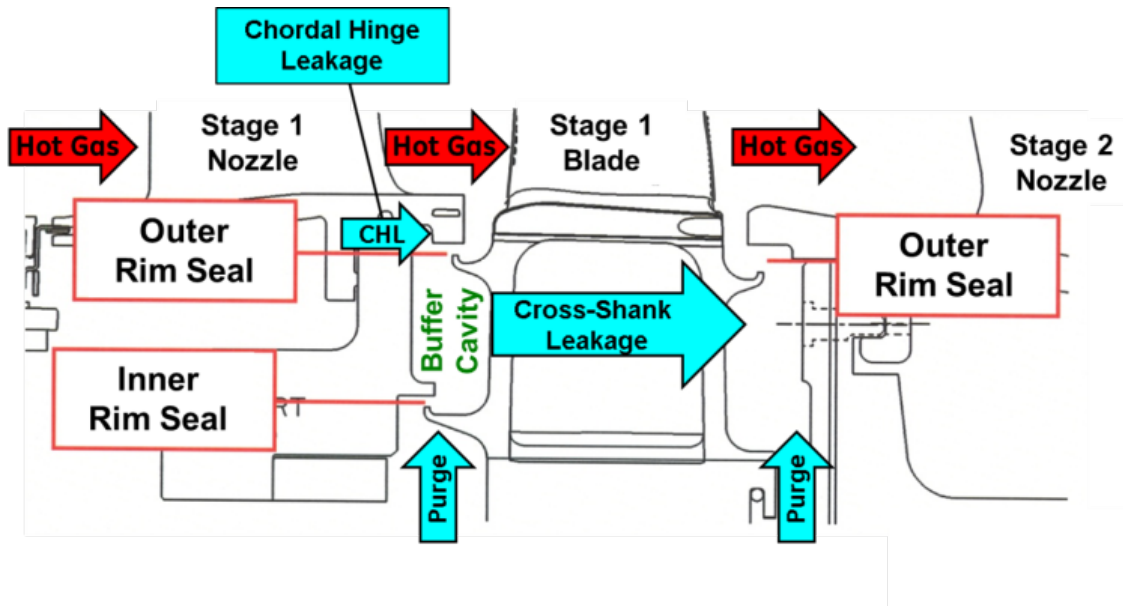 Chordal Hinge
Leakage
Hot Gas
Stage 1
Nozzle
Hot Gas
Stage 1
Blade
Hot Gas
Stage 2
Nozzle
Outer
Rim Seal
CHL
Outer
Rim Seal
Buffer
Cavity
Cross-Shank
Leakage
Inner
Rim Seal
RT
Purge
Purge